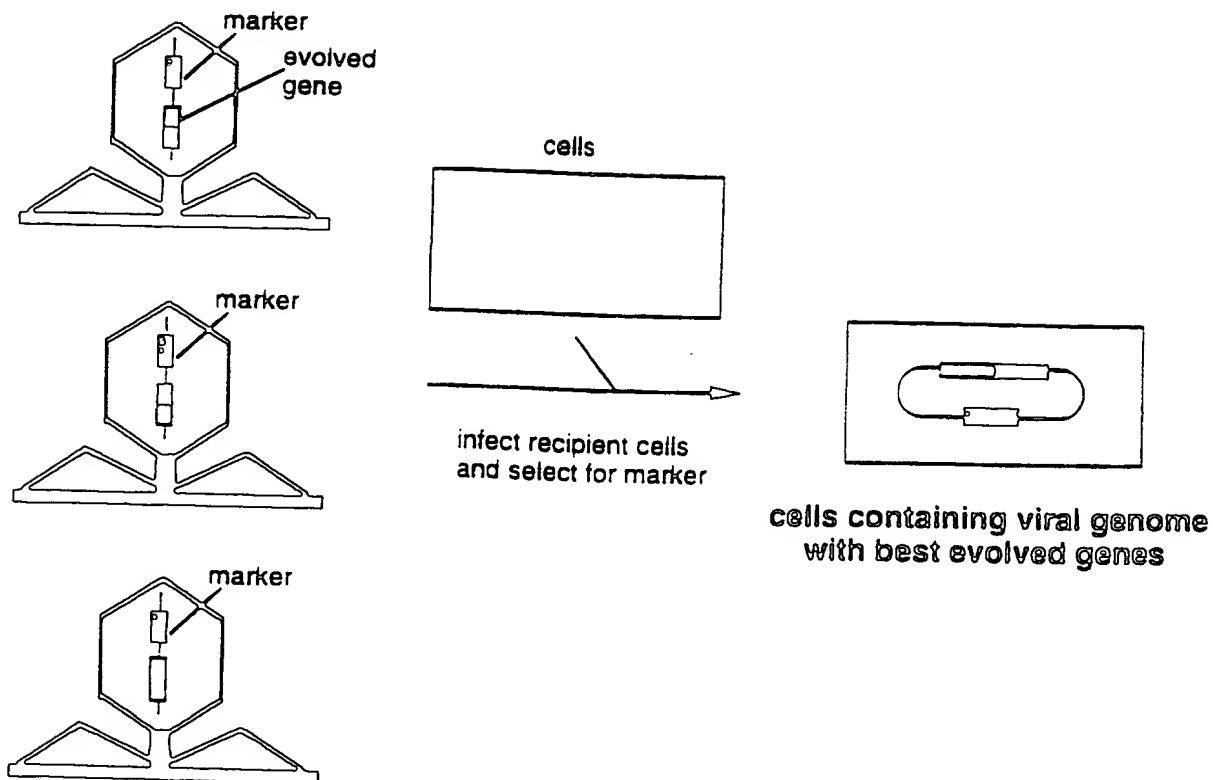 marker
evolved
gene
cells
marker
infect recipient cells
and select for marker
cells containing viral genome
with best evolved genes
marker